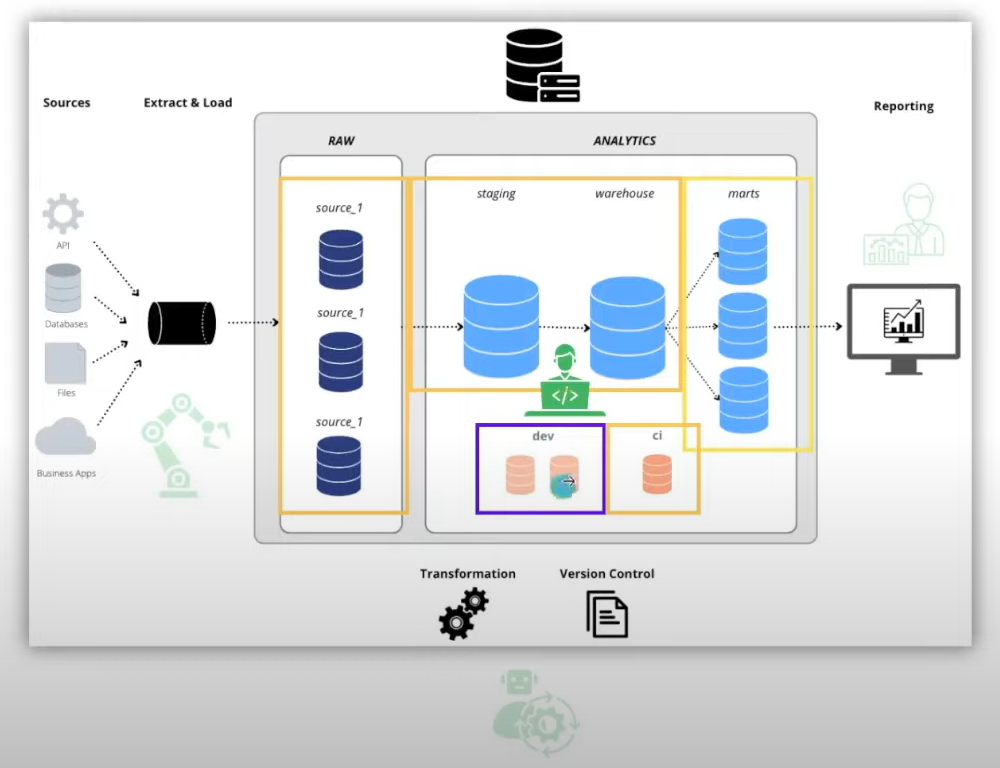 Sources
Extract & Load
Reporting
RAW
ANALYTICS
source_1
staging
warehouse
marts
API
source_1
Databases
</>
Files
source_1
dev
ci
Business Apps
Transformation
Version Control